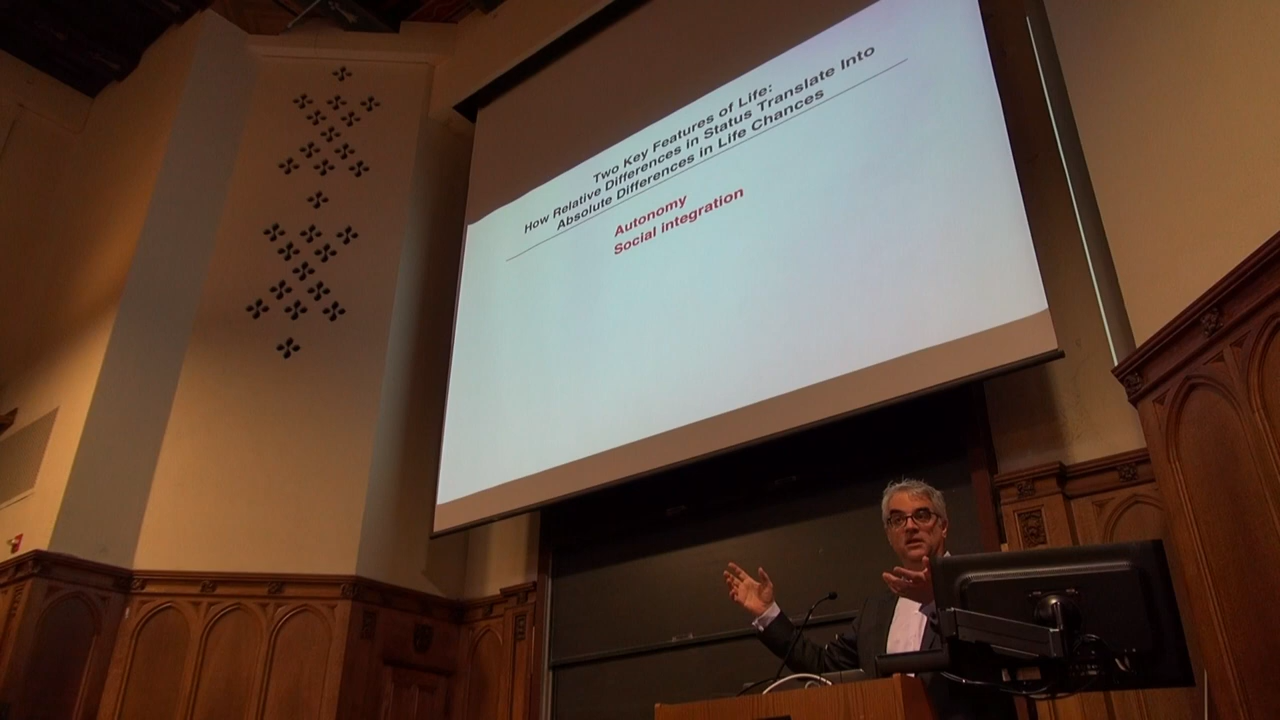 Two Key Features of Life:
How Relative Differences in Status Translate Into
Absolute Differences in Life Chances
Autonomy
Social integration